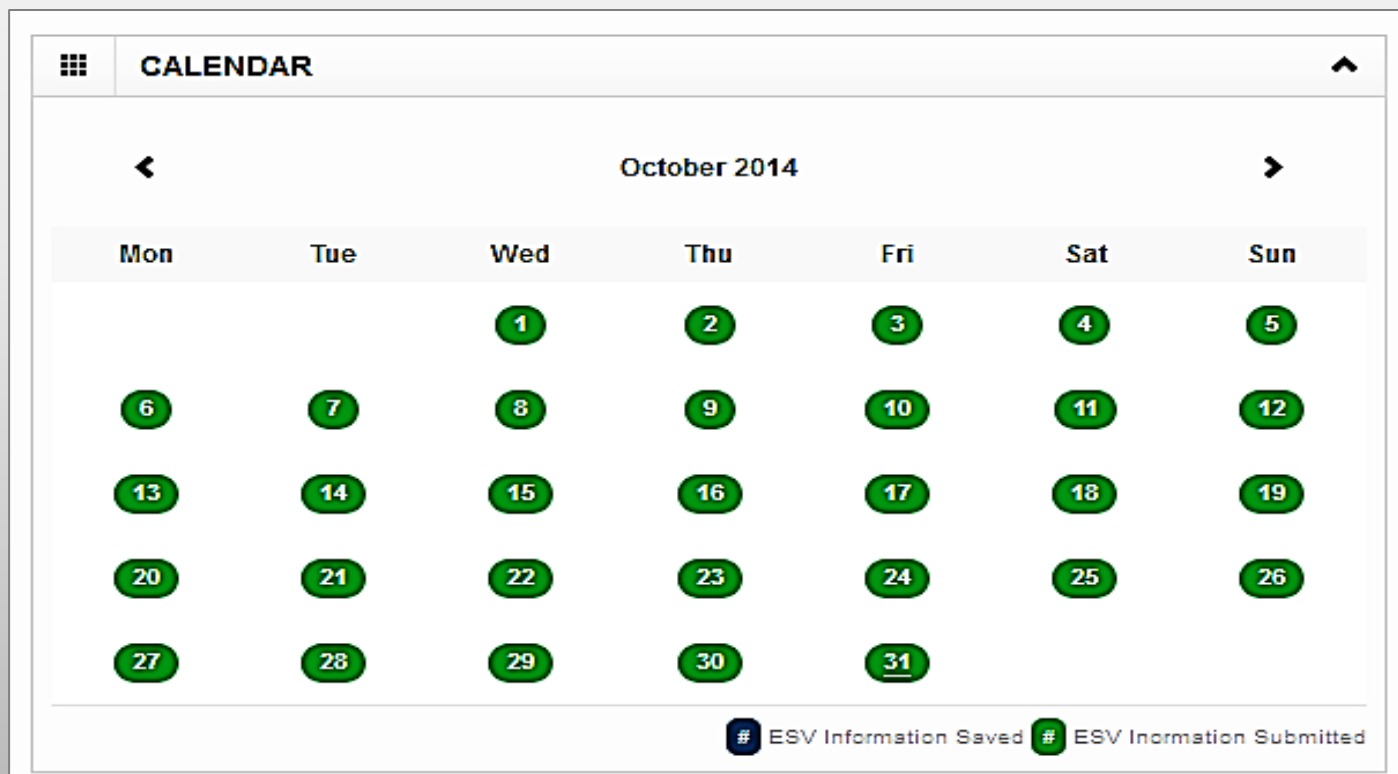 CALENDAR
October 2014
Mon Tue Wed Thu Fri Sat Sun
1 2 3 4 5
6 7 8 9 10 11 12
13 14 15 16 17 18 19
20 21 22 23 24 25 26
27 28 29 30 31
# ESV Information Saved # ESV Inormation Submitted